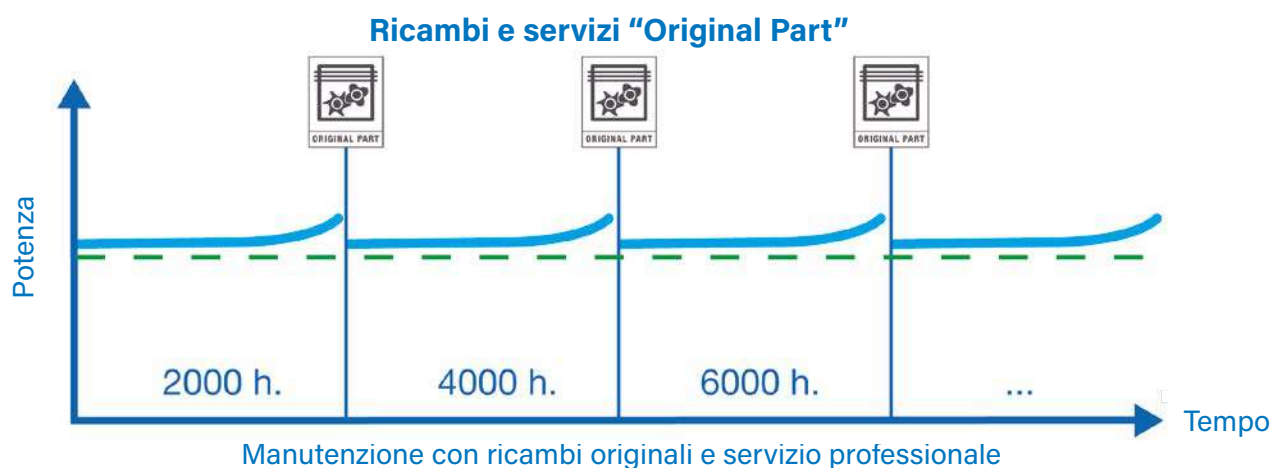 Ricambi e servizi “Original Part”
ORIGINAL PART
ORIGINAL PART
ORIGINAL PART
Potenza
2000 h.
4000 h.
6000 h.
...
Tempo
Manutenzione con ricambi originali e servizio professionale